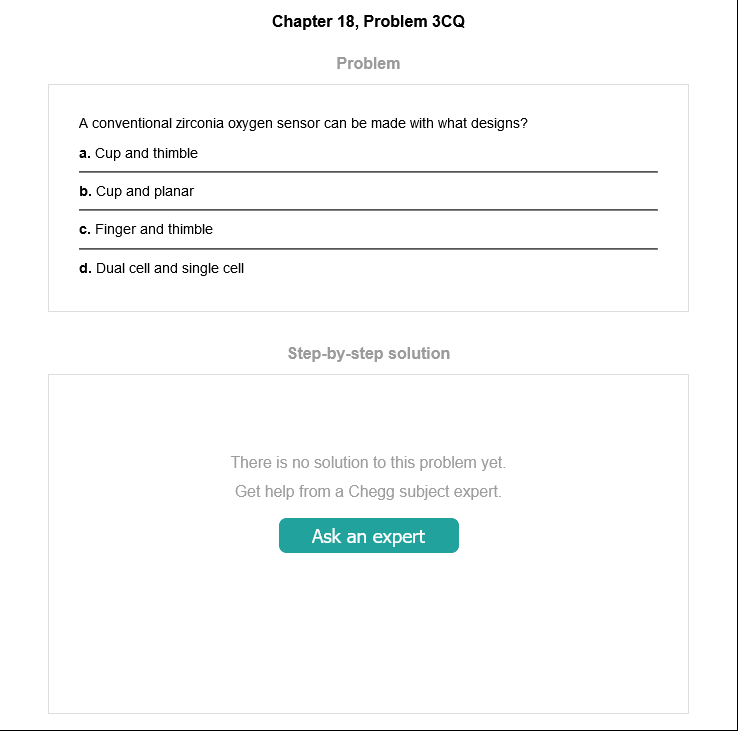 Chapter 18, Problem 3CQ
Problem
A conventional zirconia oxygen sensor can be made with what designs?
a. Cup and thimble
b. Cup and planar
c. Finger and thimble
d. Dual cell and single cell
Step-by-step solution
There is no solution to this problem yet.
Get help from a Chegg subject expert.
Ask an expert